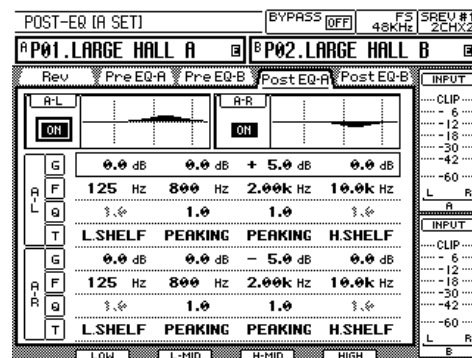 POST-EQ [A SET]
BYPASS OFF
FS 48KHz
SREV #1 2CHX2
A P01.LARGE HALL A
B P02.LARGE HALL B
Rev Pre EQ-A Pre EQ-B Post EQ-A Post EQ-B
A-L ON
A-R ON
A-L
G 0.0 dB 0.0 dB + 5.0 dB 0.0 dB
F 125 Hz 800 Hz 2.00k Hz 10.0k Hz
Q 1.0 1.0
T L.SHELF PEAKING PEAKING H.SHELF
A-R
G 0.0 dB 0.0 dB - 5.0 dB 0.0 dB
F 125 Hz 800 Hz 2.00k Hz 10.0k Hz
Q 1.0 1.0
T L.SHELF PEAKING PEAKING H.SHELF
LOW L-MID H-MID HIGH
INPUT
CLIP
- 6
-12
-18
-30
-42
-60
L R
A
INPUT
CLIP
- 6
-12
-18
-30
-42
-60
L R
B